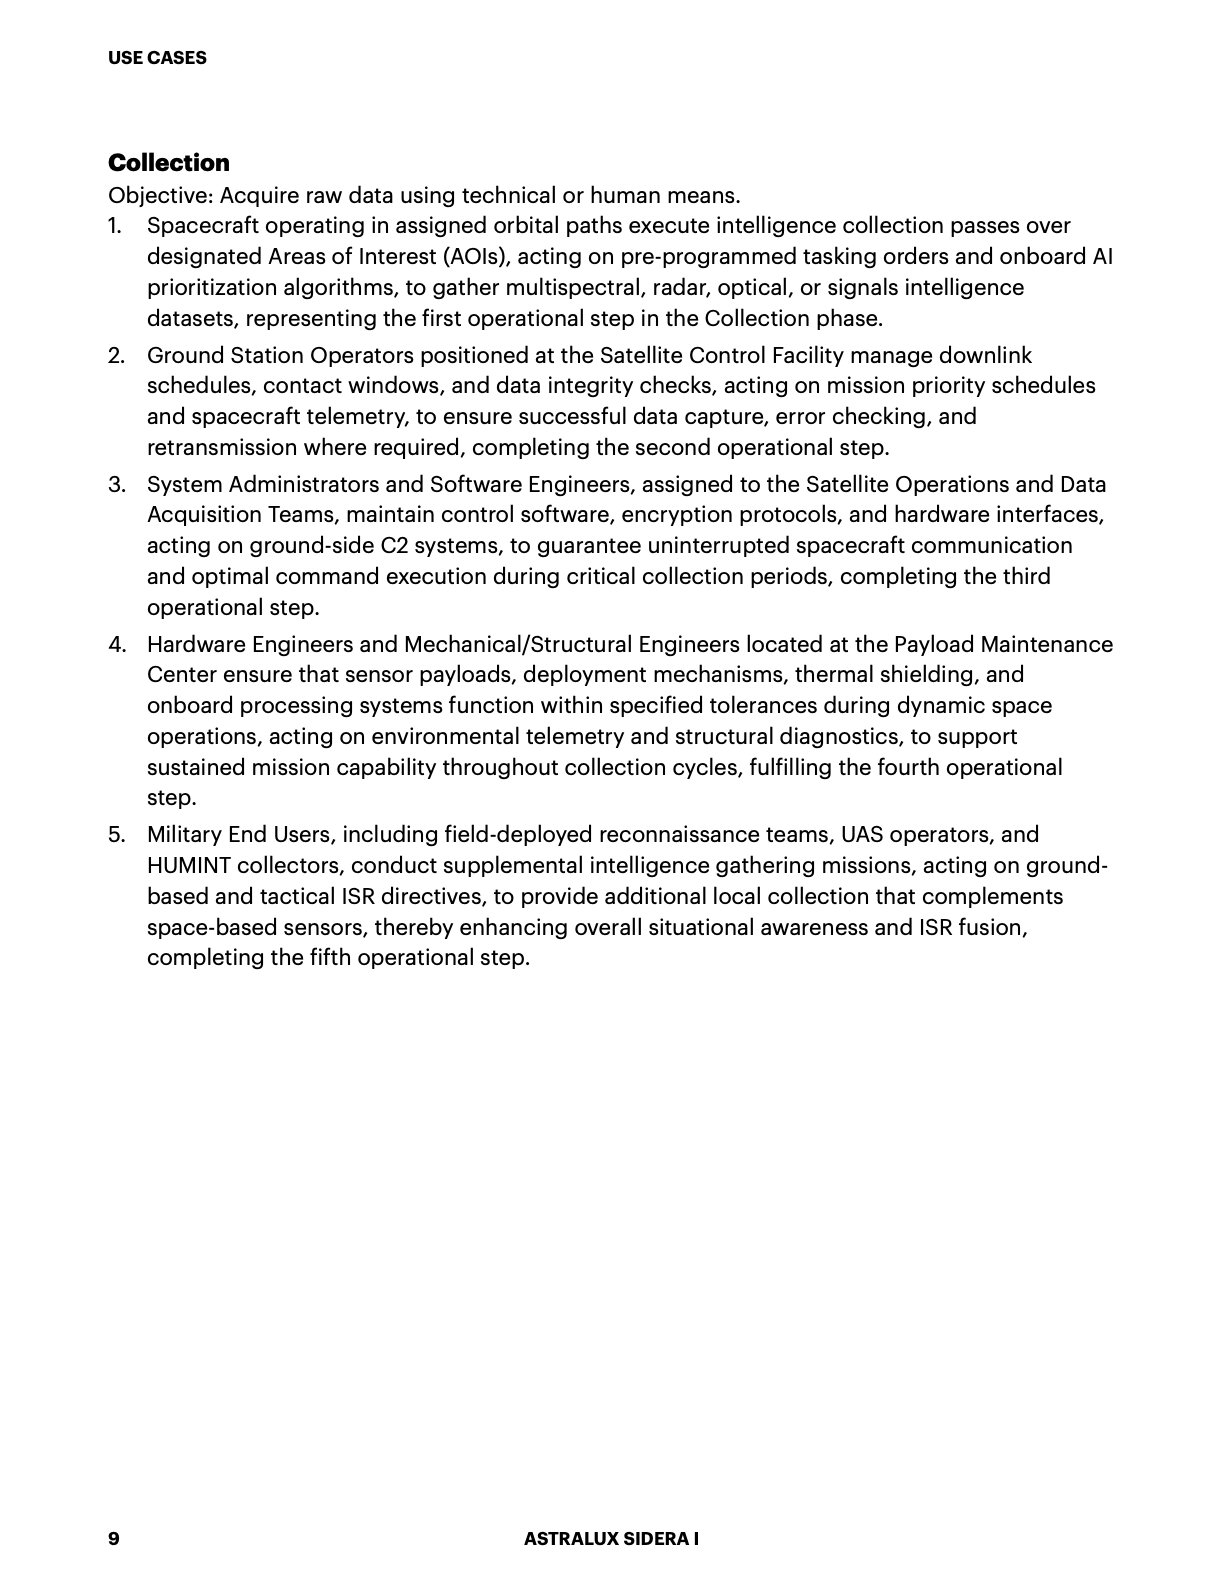 USE CASES
Collection
Objective: Acquire raw data using technical or human means.
1. Spacecraft operating in assigned orbital paths execute intelligence collection passes over
designated Areas of Interest (AOIs), acting on pre-programmed tasking orders and onboard AI
prioritization algorithms, to gather multispectral, radar, optical, or signals intelligence
datasets, representing the first operational step in the Collection phase.
2. Ground Station Operators positioned at the Satellite Control Facility manage downlink
schedules, contact windows, and data integrity checks, acting on mission priority schedules
and spacecraft telemetry, to ensure successful data capture, error checking, and
retransmission where required, completing the second operational step.
3. System Administrators and Software Engineers, assigned to the Satellite Operations and Data
Acquisition Teams, maintain control software, encryption protocols, and hardware interfaces,
acting on ground-side C2 systems, to guarantee uninterrupted spacecraft communication
and optimal command execution during critical collection periods, completing the third
operational step.
4. Hardware Engineers and Mechanical/Structural Engineers located at the Payload Maintenance
Center ensure that sensor payloads, deployment mechanisms, thermal shielding, and
onboard processing systems function within specified tolerances during dynamic space
operations, acting on environmental telemetry and structural diagnostics, to support
sustained mission capability throughout collection cycles, fulfilling the fourth operational
step.
5. Military End Users, including field-deployed reconnaissance teams, UAS operators, and
HUMINT collectors, conduct supplemental intelligence gathering missions, acting on ground-
based and tactical ISR directives, to provide additional local collection that complements
space-based sensors, thereby enhancing overall situational awareness and ISR fusion,
completing the fifth operational step.
9 ASTRALUX SIDERA I